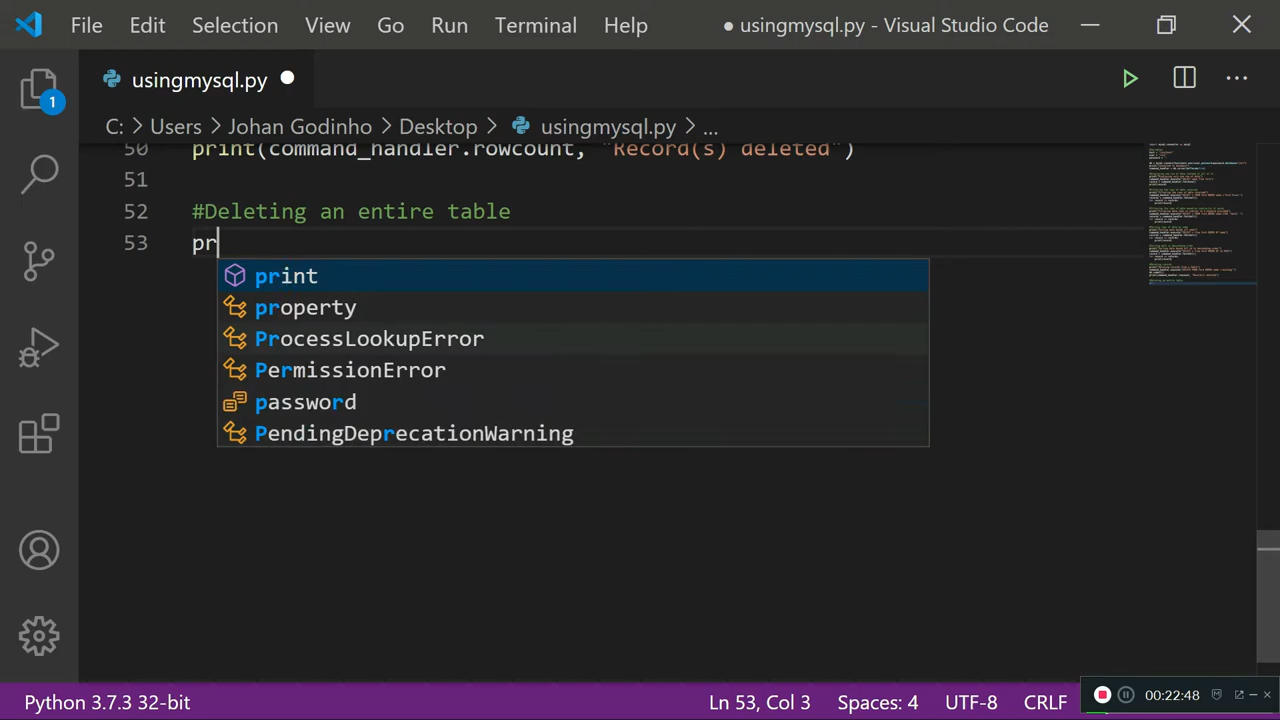 File Edit Selection View Go Run Terminal Help ● usingmysql.py - Visual Studio Code
usingmysql.py
1
C: > Users > Johan Godinho > Desktop > usingmysql.py > ...
50 print(command_handler.rowcount, "Record(s) deleted")
51
52 #Deleting an entire table
53 pr
print
property
ProcessLookupError
PermissionError
password
PendingDeprecationWarning
Python 3.7.3 32-bit Ln 53, Col 3 Spaces: 4 UTF-8 CRLF 00:22:48